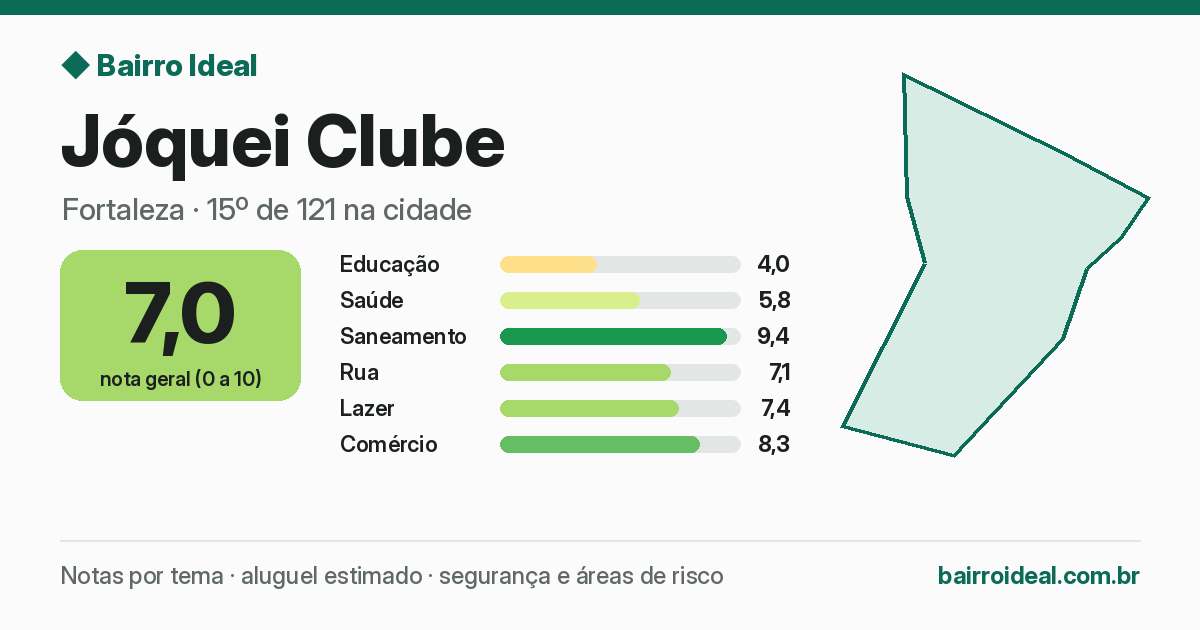 Bairro Ideal
Jóquei Clube
Fortaleza · 15º de 121 na cidade
7,0
nota geral (0 a 10)
Educação 4,0
Saúde 5,8
Saneamento 9,4
Rua 7,1
Lazer 7,4
Comércio 8,3
Notas por tema · aluguel estimado · segurança e áreas de risco
bairroideal.com.br